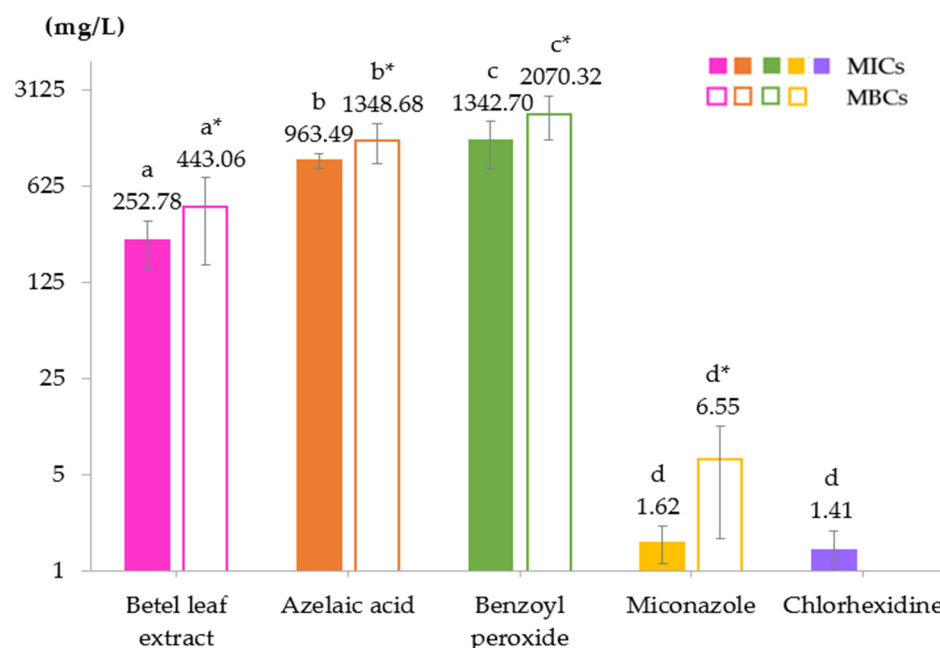 (mg/L)
3125
625
125
25
5
1
a
252.78
a*
443.06
b
963.49
b*
1348.68
c
1342.70
c*
2070.32
d
1.62
d*
6.55
d
1.41
MICs
MBCs
Betel leaf
extract
Azelaic acid
Benzoyl
peroxide
Miconazole
Chlorhexidine